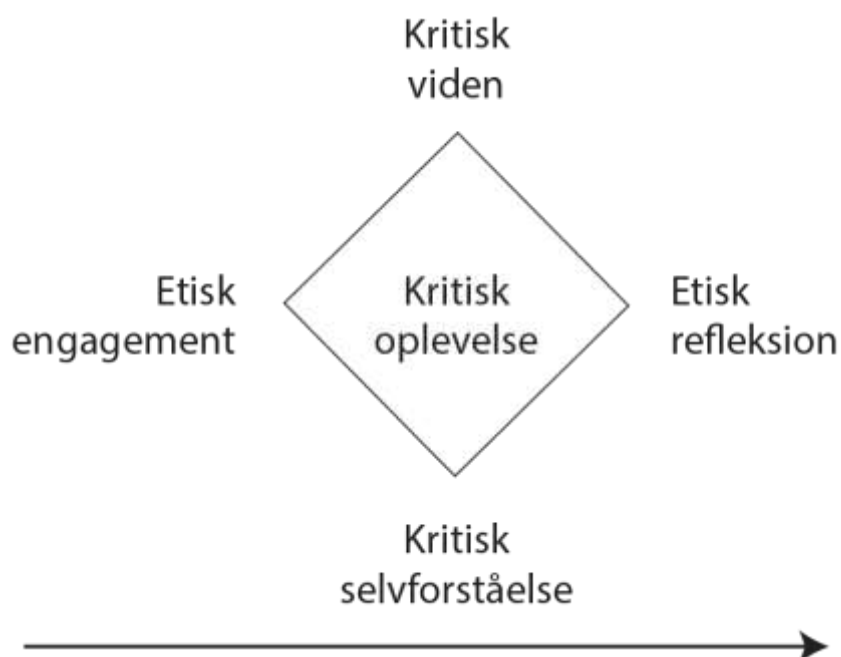 Kritisk
viden
Etisk
engagement
Kritisk
oplevelse
Etisk
refleksion
Kritisk
selvforståelse